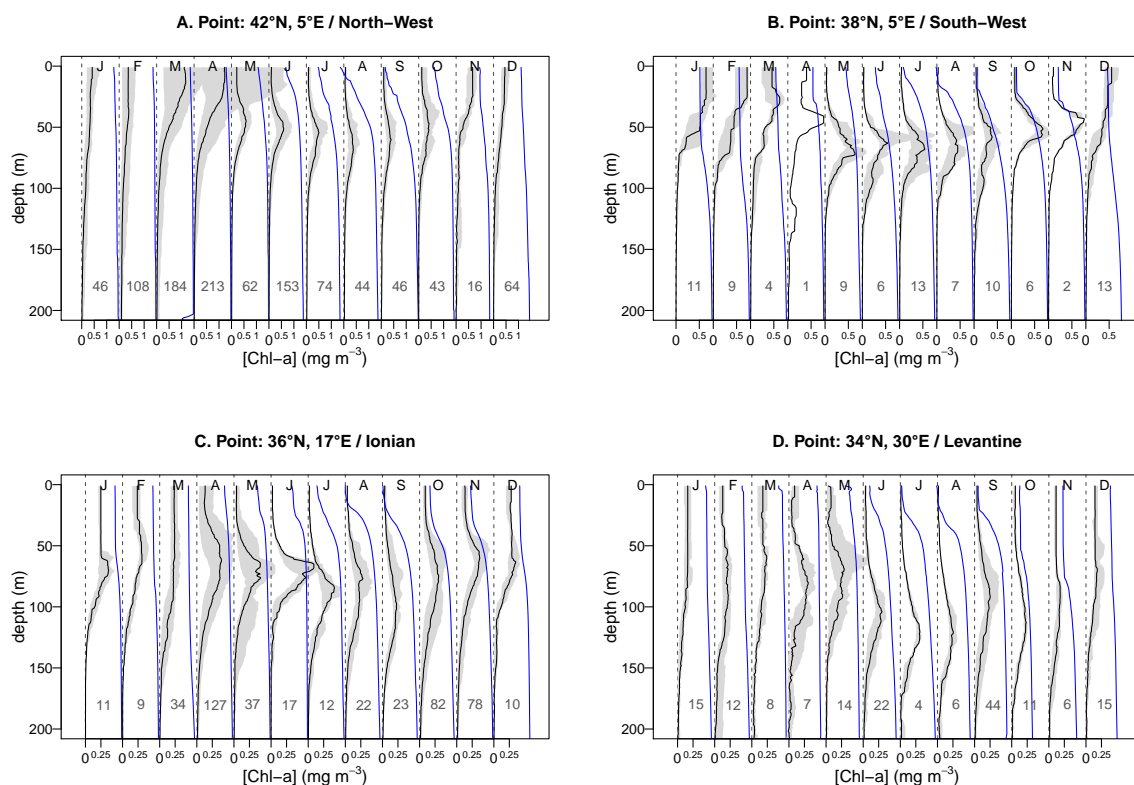 A. Point: 42°N, 5°E / North−West
J F M A M J J A S O N D
0
50
100
150
200
depth (m)
46 108 184 213 62 153 74 44 46 43 16 64
0 0.5 1 0 0.5 1 0 0.5 1 0 0.5 1 0 0.5 1 0 0.5 1 0 0.5 1 0 0.5 1 0 0.5 1 0 0.5 1 0 0.5 1 0 0.5 1
[Chl−a] (mg m−3)
B. Point: 38°N, 5°E / South−West
J F M A M J J A S O N D
0
50
100
150
200
depth (m)
11 9 4 1 9 6 13 7 10 6 2 13
0 0.5 0 0.5 0 0.5 0 0.5 0 0.5 0 0.5 0 0.5 0 0.5 0 0.5 0 0.5 0 0.5 0 0.5
[Chl−a] (mg m−3)
C. Point: 36°N, 17°E / Ionian
J F M A M J J A S O N D
0
50
100
150
200
depth (m)
11 9 34 127 37 17 12 22 23 82 78 10
0 0.25 0 0.25 0 0.25 0 0.25 0 0.25 0 0.25 0 0.25 0 0.25 0 0.25 0 0.25 0 0.25 0 0.25
[Chl−a] (mg m−3)
D. Point: 34°N, 30°E / Levantine
J F M A M J J A S O N D
0
50
100
150
200
depth (m)
15 12 8 7 14 22 4 6 44 11 6 15
0 0.25 0 0.25 0 0.25 0 0.25 0 0.25 0 0.25 0 0.25 0 0.25 0 0.25 0 0.25 0 0.25 0 0.25
[Chl−a] (mg m−3)